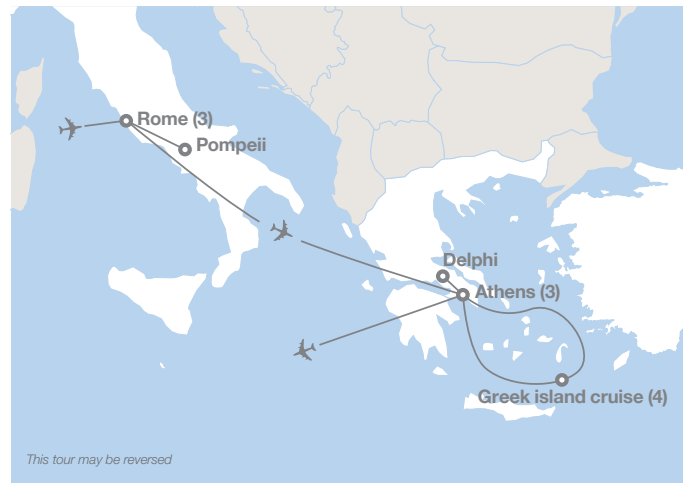 Rome (3)
Pompeii
Delphi
Athens (3)
Greek island cruise (4)
This tour may be reversed